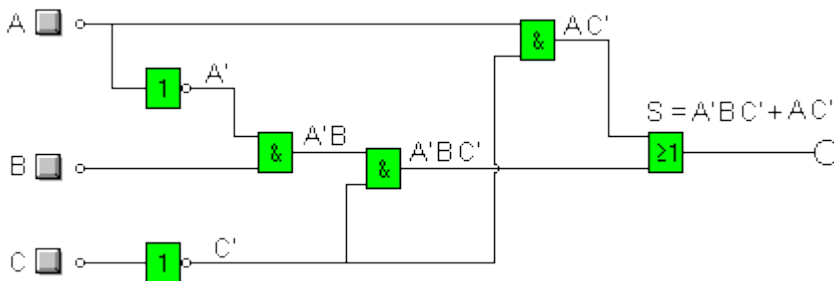 A
&
AC'
1
A'
S = A'BC' + AC'
B
&
A'B
&
A'BC'
≥1
C
1
C'